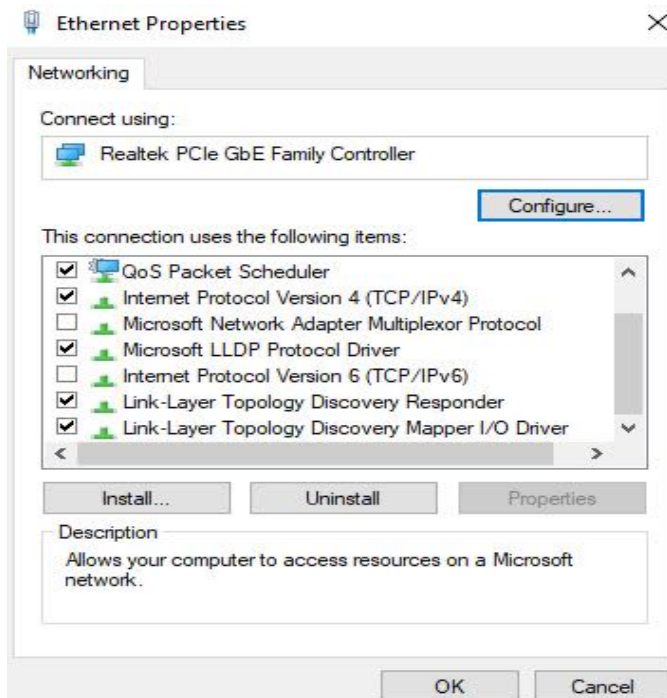 Ethernet Properties
Networking
Connect using:
Realtek PCIe GbE Family Controller
Configure...
This connection uses the following items:
QoS Packet Scheduler
Internet Protocol Version 4 (TCP/IPv4)
Microsoft Network Adapter Multiplexor Protocol
Microsoft LLDP Protocol Driver
Internet Protocol Version 6 (TCP/IPv6)
Link-Layer Topology Discovery Responder
Link-Layer Topology Discovery Mapper I/O Driver
Install... Uninstall Properties
Description
Allows your computer to access resources on a Microsoft
network.
OK Cancel